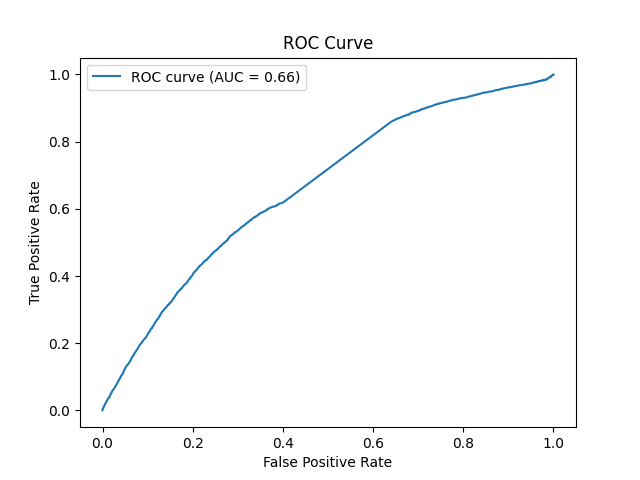 ROC Curve
ROC curve (AUC = 0.66)
1.0
0.8
0.6
0.4
0.2
0.0
True Positive Rate
0.0 0.2 0.4 0.6 0.8 1.0
False Positive Rate